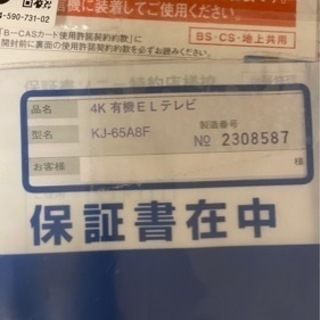 信機に装着してご利用ください。
4-590-731-02
「B-CASカード使用許諾契約約款」に
開封前に裏面の使用許諾契約約款を必ずお読みください。
BS・CS・地上共用
品名 4K 有機ELテレビ
型名 KJ-65A8F
製造番号
No 2308587
お客様 様
保証書在中